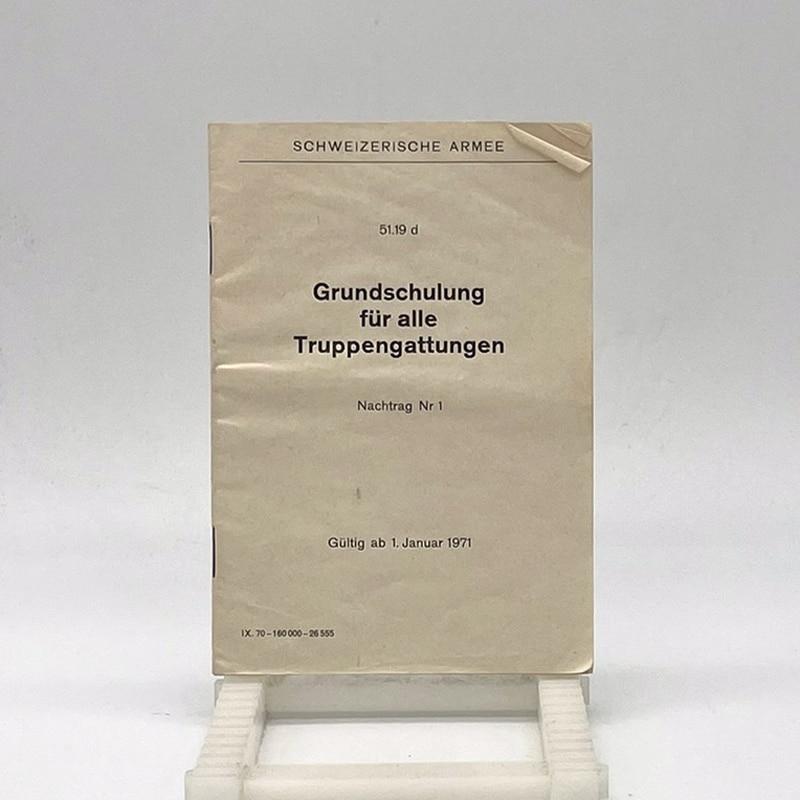 SCHWEIZERISCHE ARMEE
51.19 d
Grundschulung
für alle
Truppengattungen
Nachtrag Nr 1
Gültig ab 1. Januar 1971
IX. 70 – 160 000 – 26 555